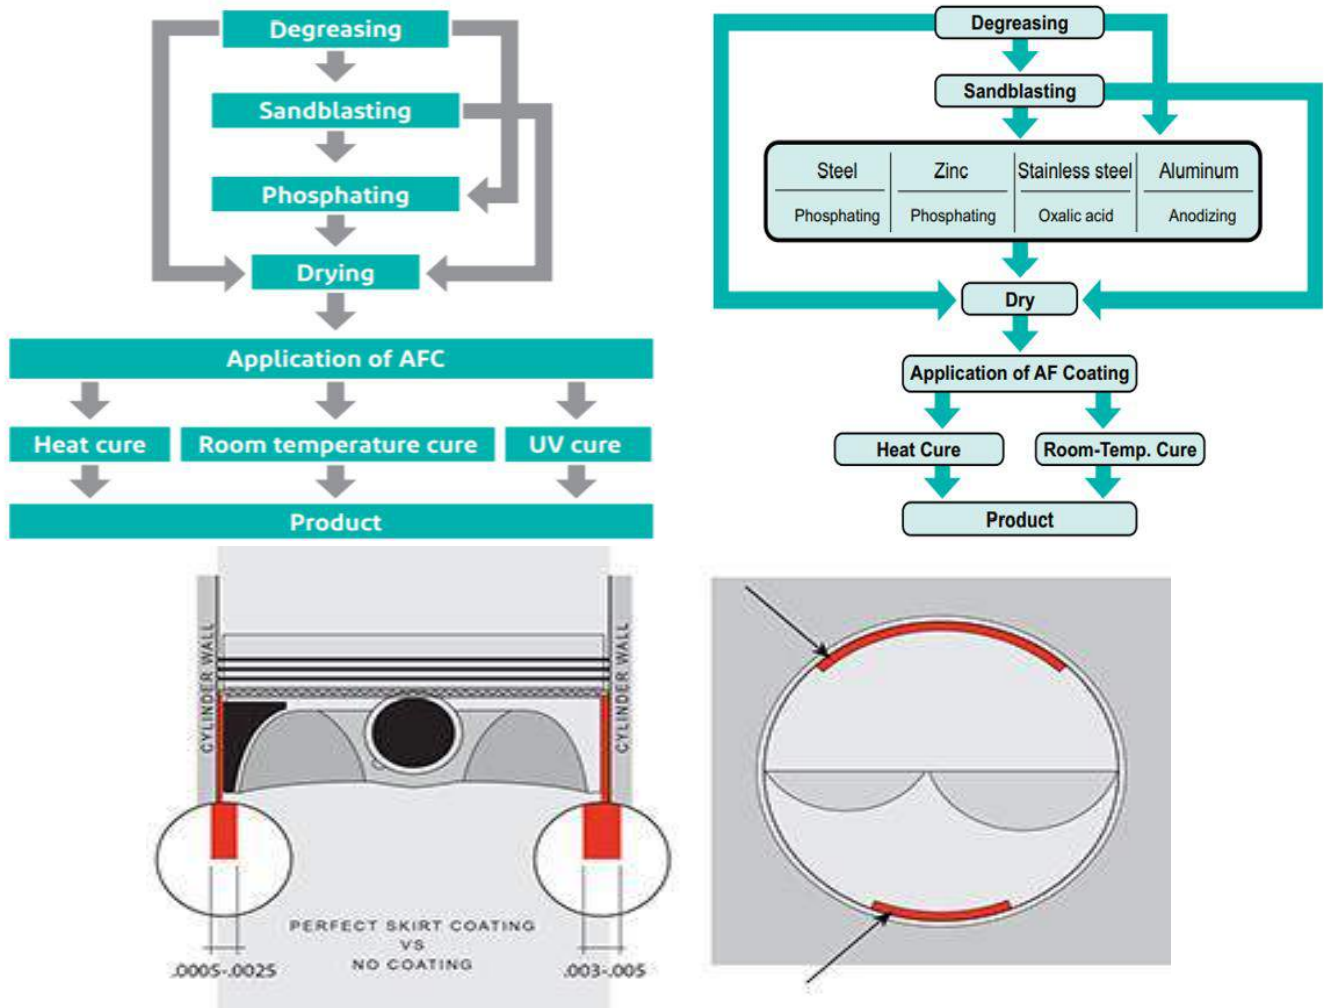 Degreasing
Sandblasting
Phosphating
Drying
Application of AFC
Heat cure
Room temperature cure
UV cure
Product
Degreasing
Sandblasting
Steel
Zinc
Stainless steel
Aluminum
Phosphating
Phosphating
Oxalic acid
Anodizing
Dry
Application of AF Coating
Heat Cure
Room-Temp. Cure
Product
CYLINDER WALL
CYLINDER WALL
PERFECT SKIRT COATING
VS
NO COATING
.0005-.0025
.003-.005